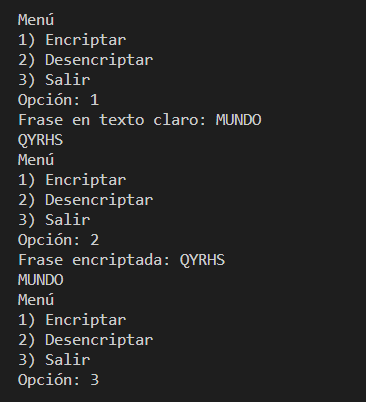 Menú
1) Encriptar
2) Desencriptar
3) Salir
Opción: 1
Frase en texto claro: MUNDO
QYRHS
Menú
1) Encriptar
2) Desencriptar
3) Salir
Opción: 2
Frase encriptada: QYRHS
MUNDO
Menú
1) Encriptar
2) Desencriptar
3) Salir
Opción: 3